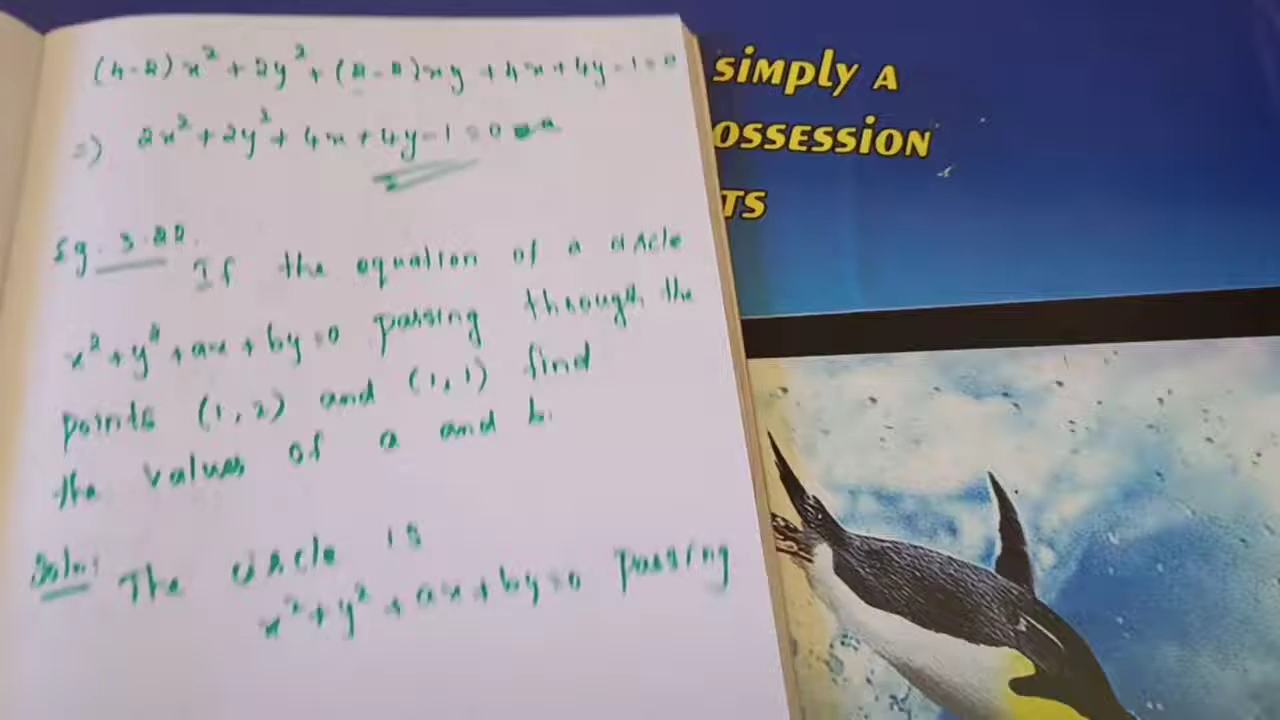 (4-2)x² + 2y² + (2-2)xy + 4x + 4y - 1 = 0
=> 2x² + 2y² + 4x + 4y - 1 = 0
Eg. 3.22. If the equation of a circle
x² + y² + ax + by = 0 passing through the
points (1, 2) and (1, 1) find
the values of a and b.
Soln: The circle is
x² + y² + ax + by = 0 passing
SIMPLY A
OSSESSION
TS